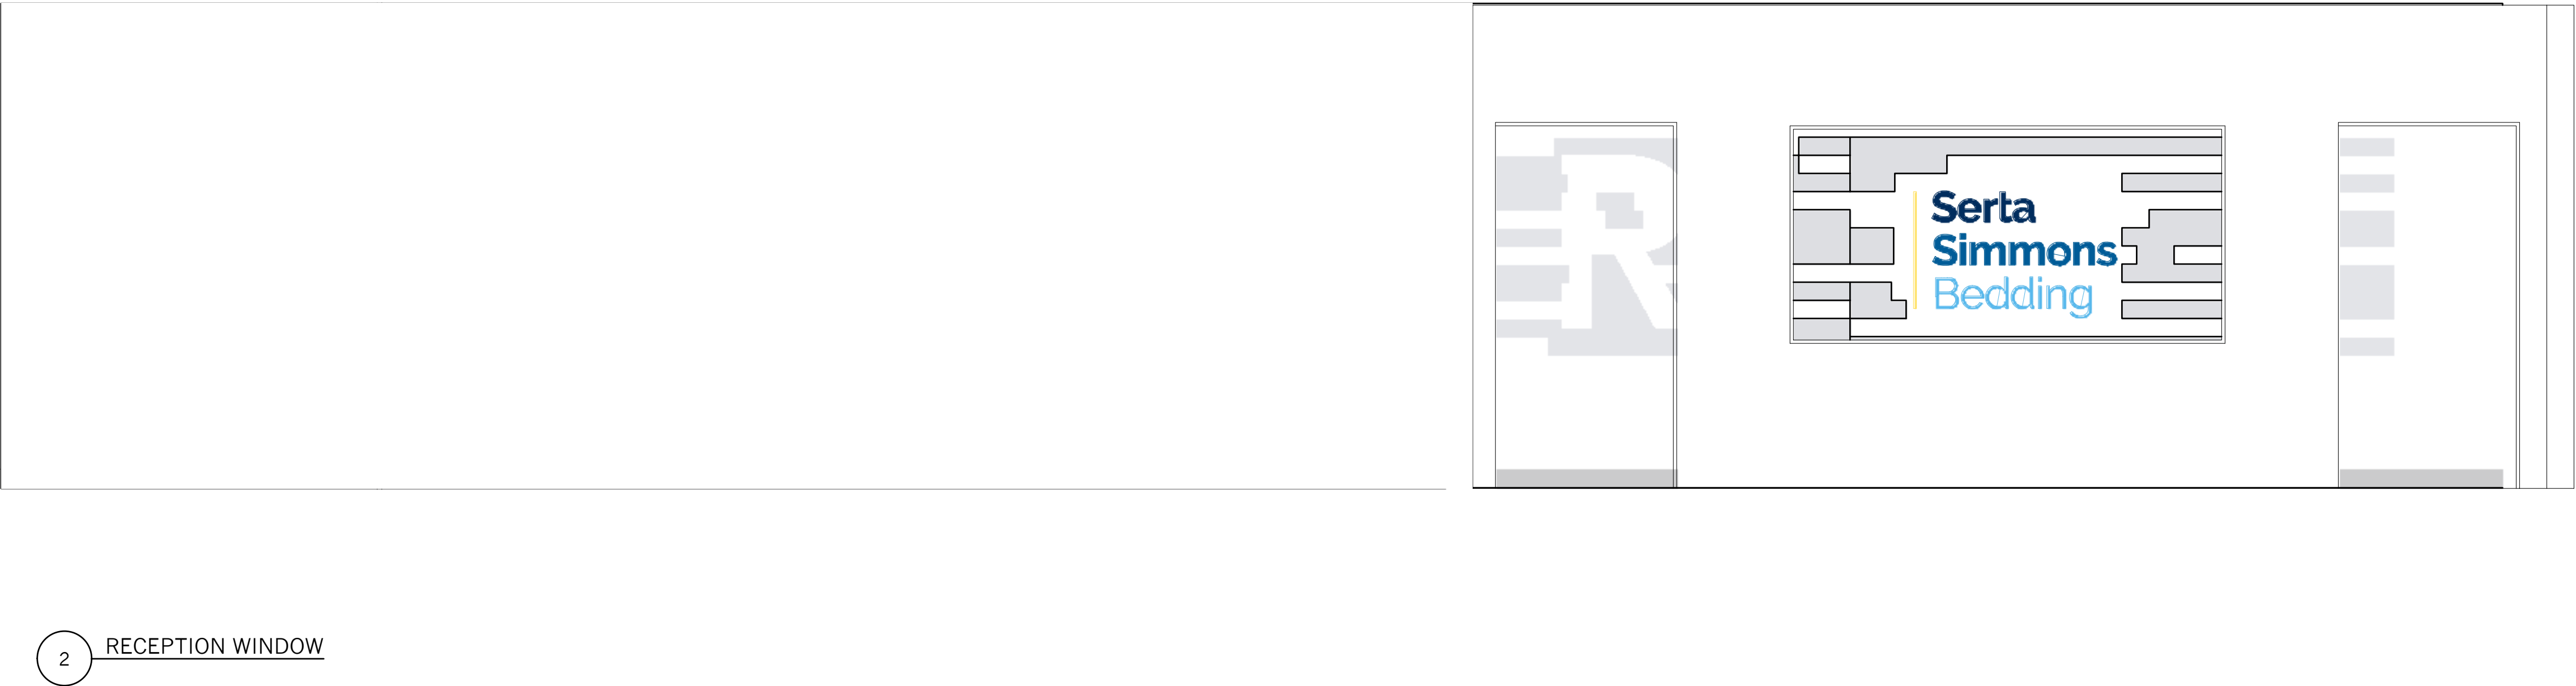 R
Serta
Simmons
Bedding
2 RECEPTION WINDOW